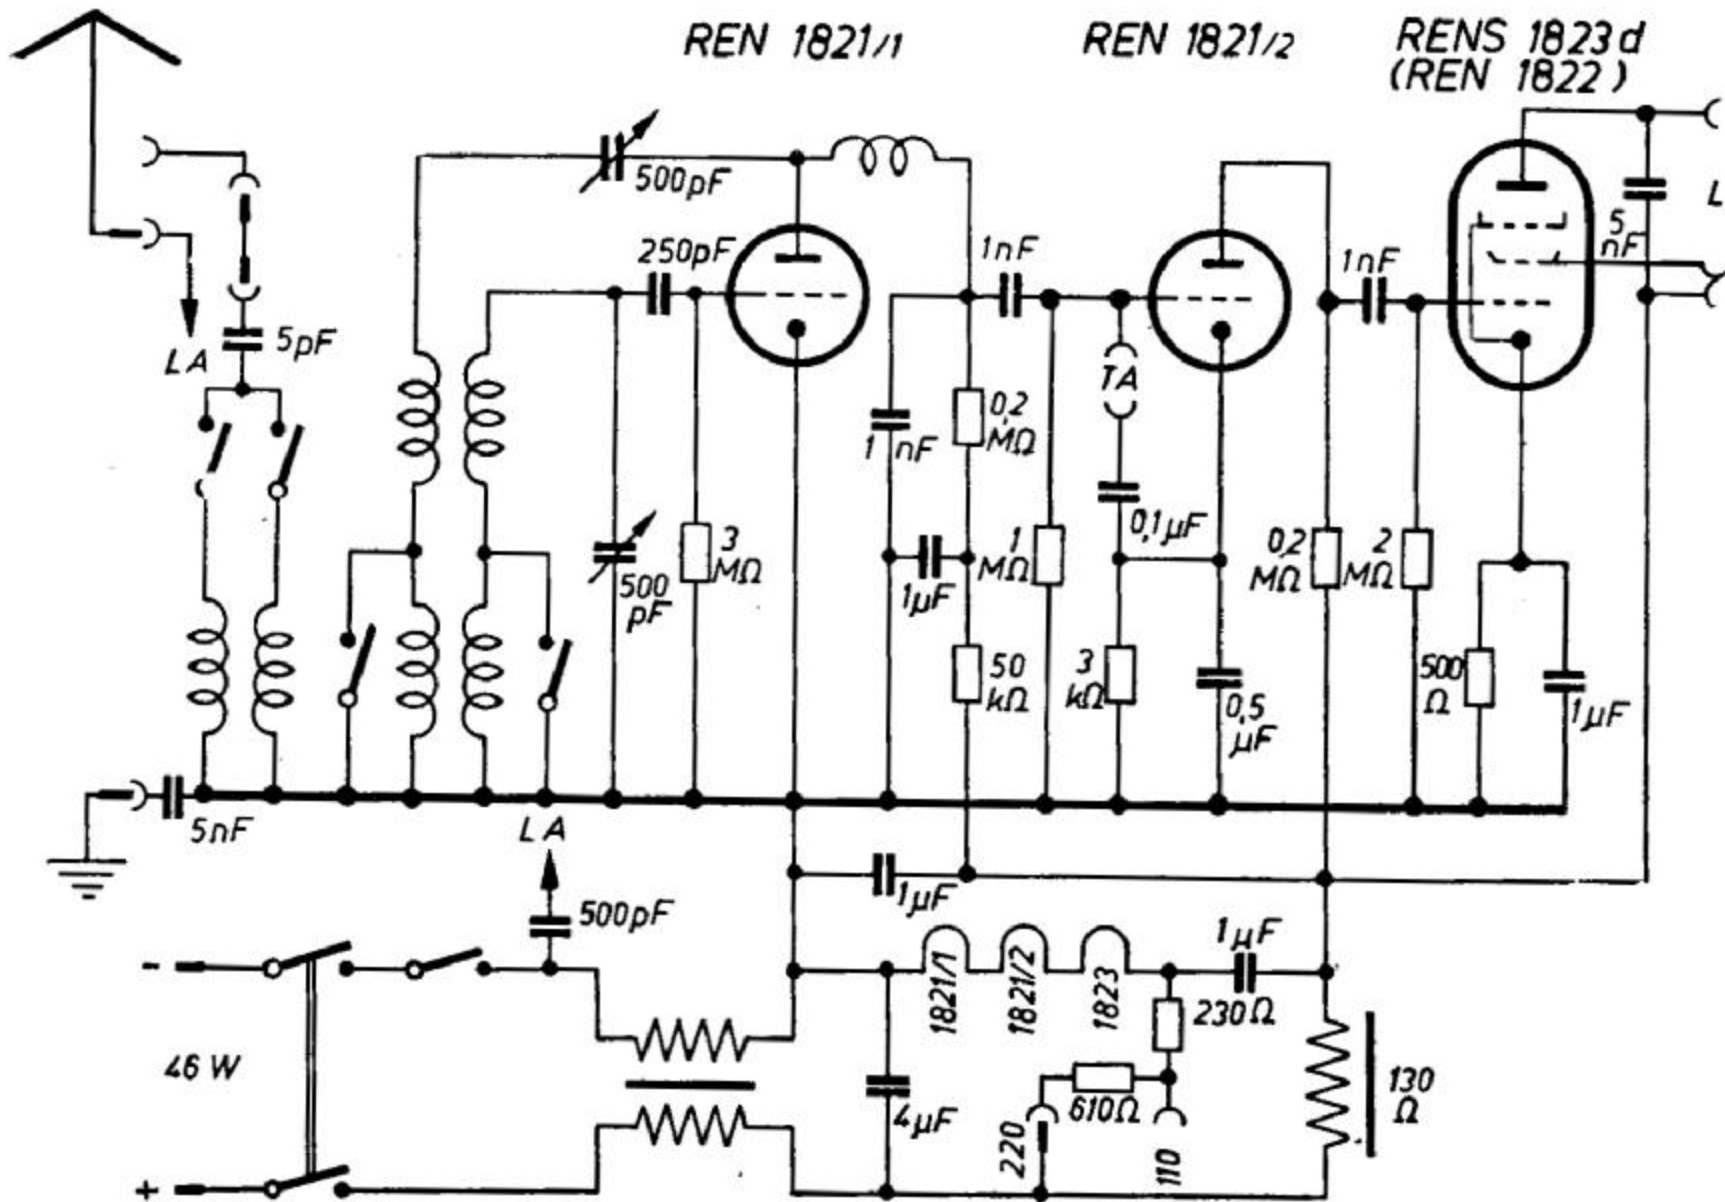 REN 1821/1
REN 1821/2
RENS 1823d
(REN 1822)
500pF
250pF
1nF
1nF
5
nF
L
LA
5pF
TA
0,2
MΩ
1 nF
0,1µF
3
MΩ
500
pF
1µF
1
MΩ
0,2
MΩ
2
MΩ
50
kΩ
3
kΩ
0,5
µF
500
Ω
1µF
5nF
LA
1µF
500pF
1µF
-
1821/1
1821/2
1823
230Ω
46 W
4µF
610Ω
130
Ω
220
110
+